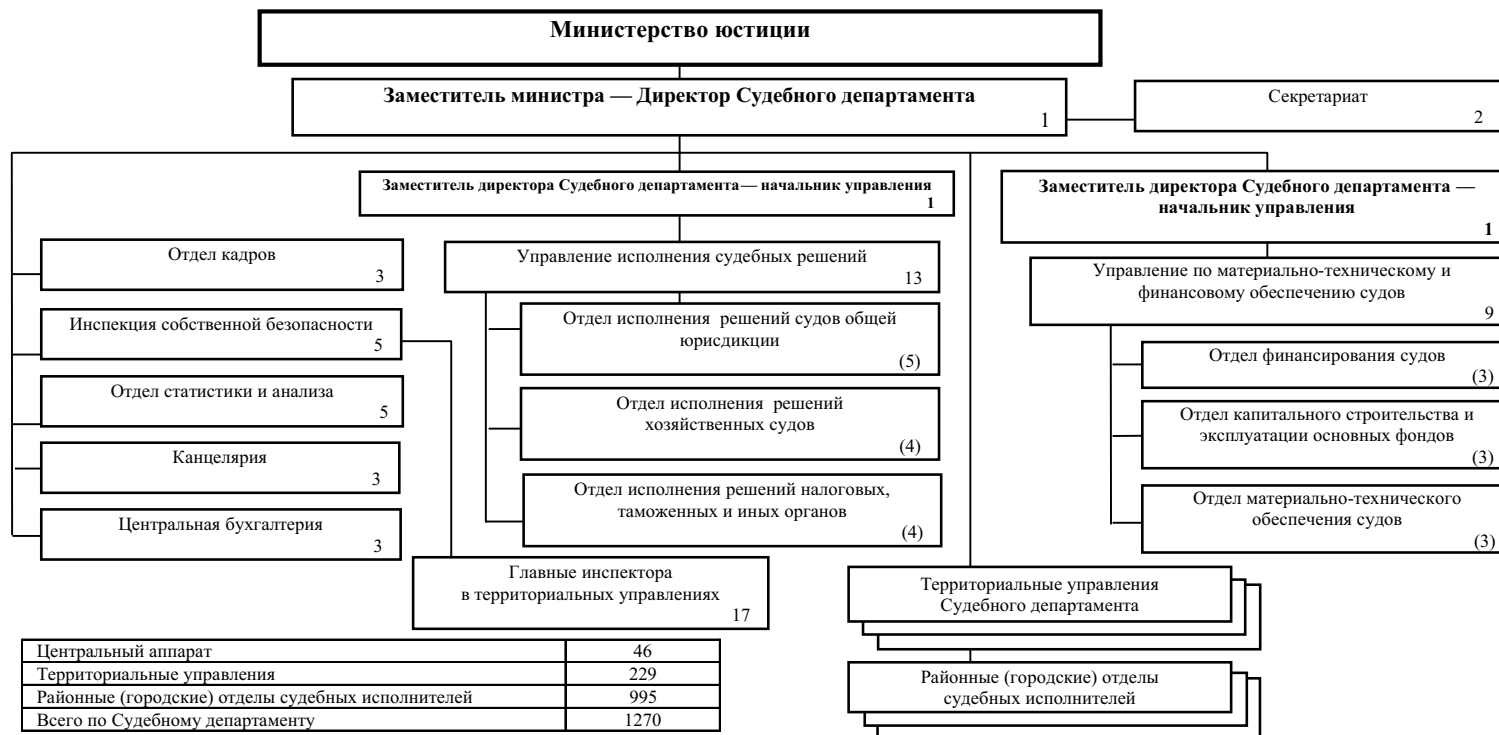 Министерство юстиции
Заместитель министра — Директор Судебного департамента
1
Секретариат
2
Заместитель директора Судебного департамента — начальник управления
1
Заместитель директора Судебного департамента —
начальник управления
1
Отдел кадров
3
Инспекция собственной безопасности
5
Отдел статистики и анализа
5
Канцелярия
3
Центральная бухгалтерия
3
Управление исполнения судебных решений
13
Отдел исполнения решений судов общей
юрисдикции
(5)
Отдел исполнения решений
хозяйственных судов
(4)
Отдел исполнения решений налоговых,
таможенных и иных органов
(4)
Управление по материально-техническому и
финансовому обеспечению судов
9
Отдел финансирования судов
(3)
Отдел капитального строительства и
эксплуатации основных фондов
(3)
Отдел материально-технического
обеспечения судов
(3)
Главные инспектора
в территориальных управлениях
17
Территориальные управления
Судебного департамента
Районные (городские) отделы
судебных исполнителей
Центральный аппарат 46
Территориальные управления 229
Районные (городские) отделы судебных исполнителей 995
Всего по Судебному департаменту 1270